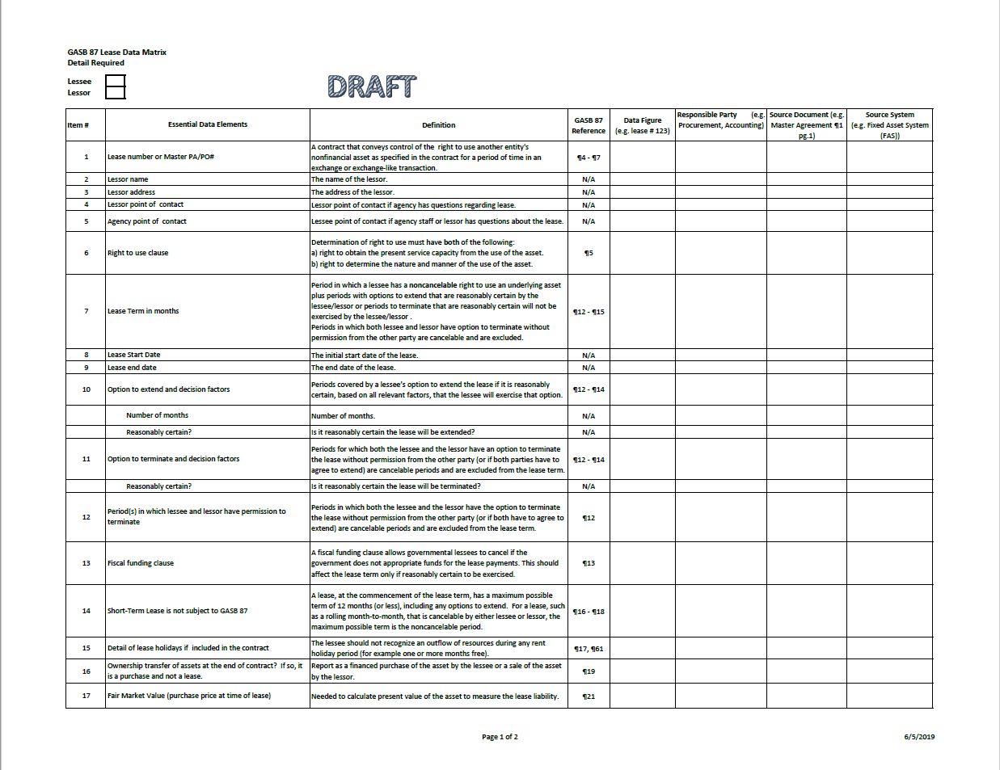 GASB 87 Lease Data Matrix
Detail Required
Lessee
Lessor
DRAFT
Item #
Essential Data Elements
Definition
GASB 87
Reference
Data Figure
(e.g. lease # 123)
Responsible Party (e.g.
Procurement, Accounting)
Source Document (e.g.
Master Agreement ¶1
pg.1)
Source System
(e.g. Fixed Asset System
(FAS))
1
Lease number or Master PA/PO#
A contract that conveys control of the right to use another entity's
nonfinancial asset as specified in the contract for a period of time in an
exchange or exchange-like transaction.
¶4 - ¶7
2
Lessor name
The name of the lessor.
N/A
3
Lessor address
The address of the lessor.
N/A
4
Lessor point of contact
Lessor point of contact if agency has questions regarding lease.
N/A
5
Agency point of contact
Lessee point of contact if agency staff or lessor has questions about the lease.
N/A
6
Right to use clause
Determination of right to use must have both of the following:
a) right to obtain the present service capacity from the use of the asset.
b) right to determine the nature and manner of the use of the asset.
¶5
7
Lease Term in months
Period in which a lessee has a noncancelable right to use an underlying asset
plus periods with options to extend that are reasonably certain by the
lessee/lessor or periods to terminate that are reasonably certain will not be
exercised by the lessee/lessor .
Periods in which both lessee and lessor have option to terminate without
permission from the other party are cancelable and are excluded.
¶12 - ¶15
8
Lease Start Date
The initial start date of the lease.
N/A
9
Lease end date
The end date of the lease.
N/A
10
Option to extend and decision factors
Periods covered by a lessee's option to extend the lease if it is reasonably
certain, based on all relevant factors, that the lessee will exercise that option.
¶12 - ¶14
Number of months
Number of months.
N/A
Reasonably certain?
Is it reasonably certain the lease will be extended?
N/A
11
Option to terminate and decision factors
Periods for which both the lessee and the lessor have an option to terminate
the lease without permission from the other party (or if both parties have to
agree to extend) are cancelable periods and are excluded from the lease term.
¶12 - ¶14
Reasonably certain?
Is it reasonably certain the lease will be terminated?
N/A
12
Period(s) in which lessee and lessor have permission to
terminate
Periods in which both the lessee and the lessor have the option to terminate
the lease without permission from the other party (or if both have to agree to
extend) are cancelable periods and are excluded from the lease term.
¶12
13
Fiscal funding clause
A fiscal funding clause allows governmental lessees to cancel if the
government does not appropriate funds for the lease payments. This should
affect the lease term only if reasonably certain to be exercised.
¶13
14
Short-Term Lease is not subject to GASB 87
A lease, at the commencement of the lease term, has a maximum possible
term of 12 months (or less), including any options to extend. For a lease, such
as a rolling month-to-month, that is cancelable by either lessee or lessor, the
maximum possible term is the noncancelable period.
¶16 - ¶18
15
Detail of lease holidays if included in the contract
The lessee should not recognize an outflow of resources during any rent
holiday period (for example one or more months free).
¶17, ¶61
16
Ownership transfer of assets at the end of contract? If so, it
is a purchase and not a lease.
Report as a financed purchase of the asset by the lessee or a sale of the asset
by the lessor.
¶19
17
Fair Market Value (purchase price at time of lease)
Needed to calculate present value of the asset to measure the lease liability.
¶21
Page 1 of 2
6/5/2019